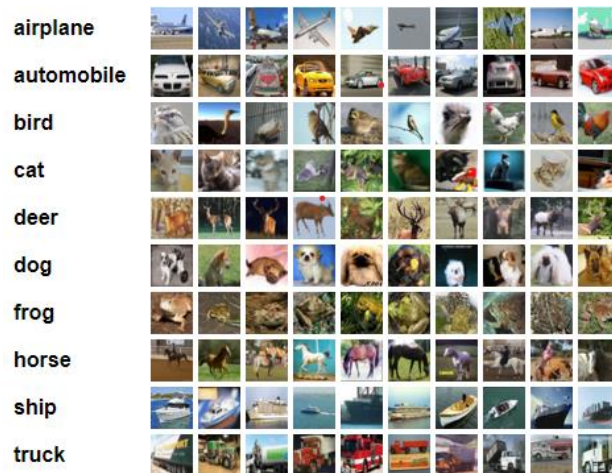 airplane
automobile
bird
cat
deer
dog
frog
horse
ship
truck